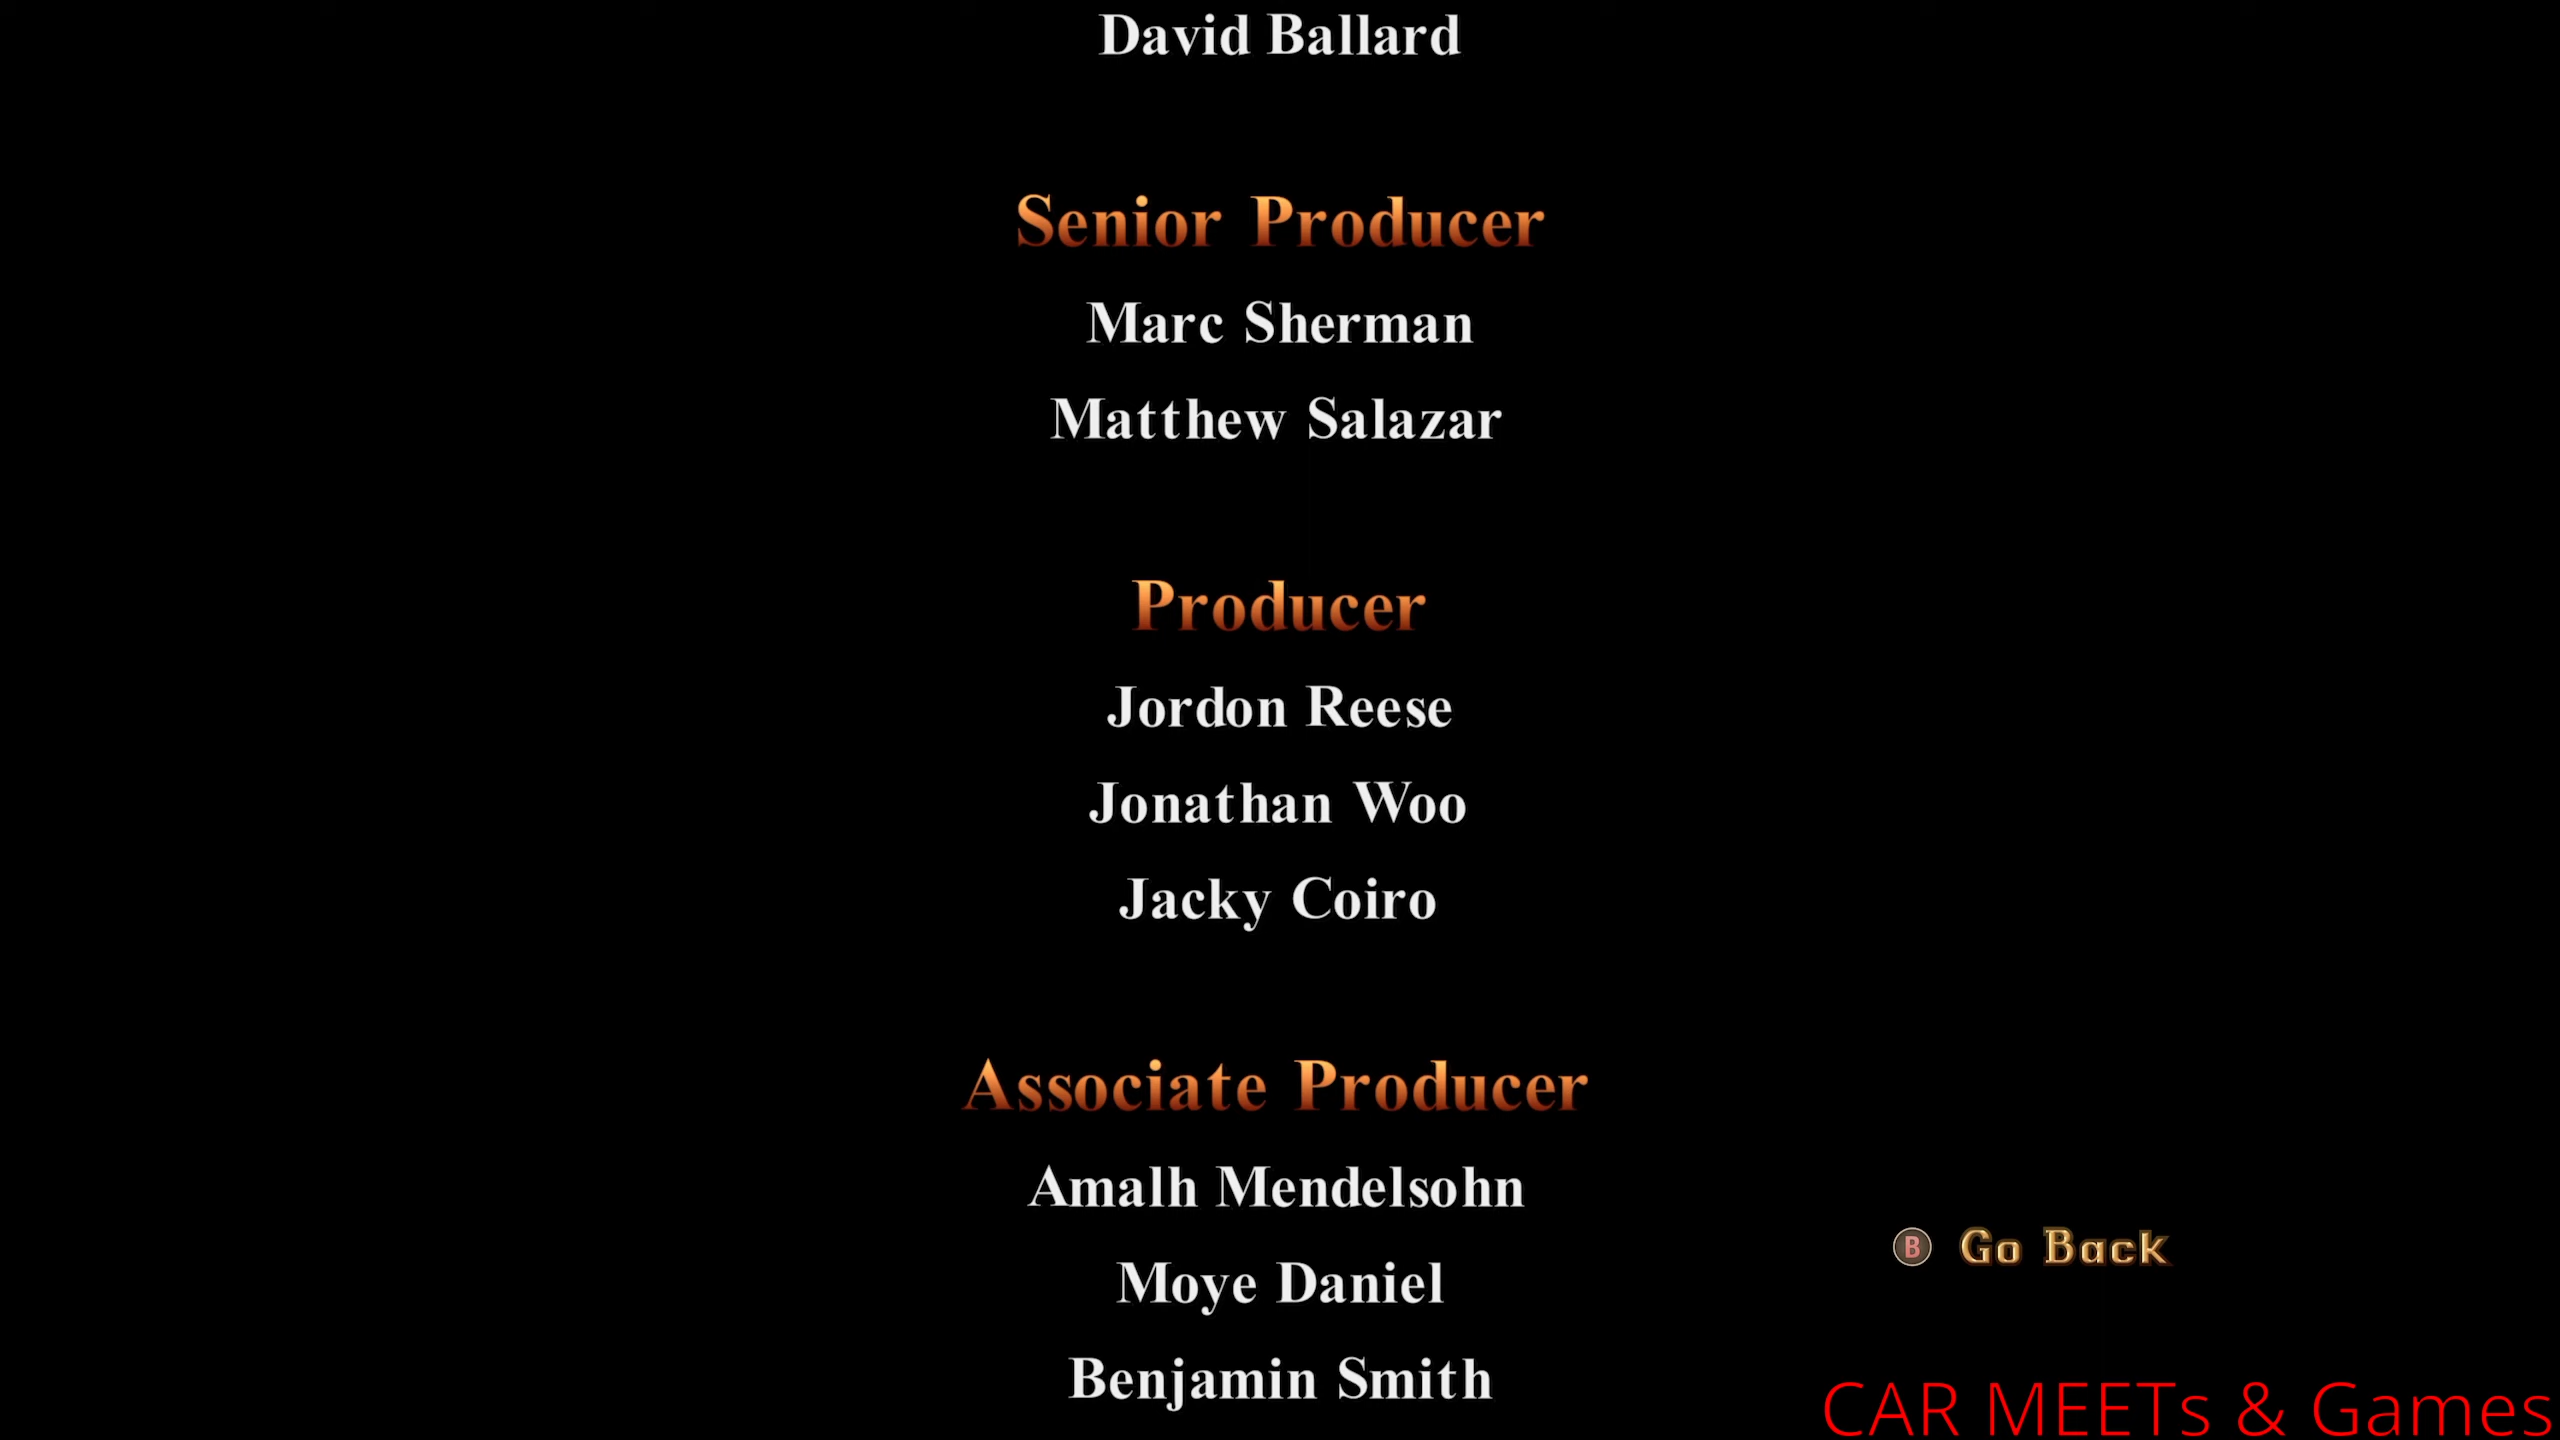 David Ballard
Senior Producer
Marc Sherman
Matthew Salazar
Producer
Jordon Reese
Jonathan Woo
Jacky Coiro
Associate Producer
Amalh Mendelsohn
Moye Daniel
B Go Back
Benjamin Smith
CAR MEETs & Games